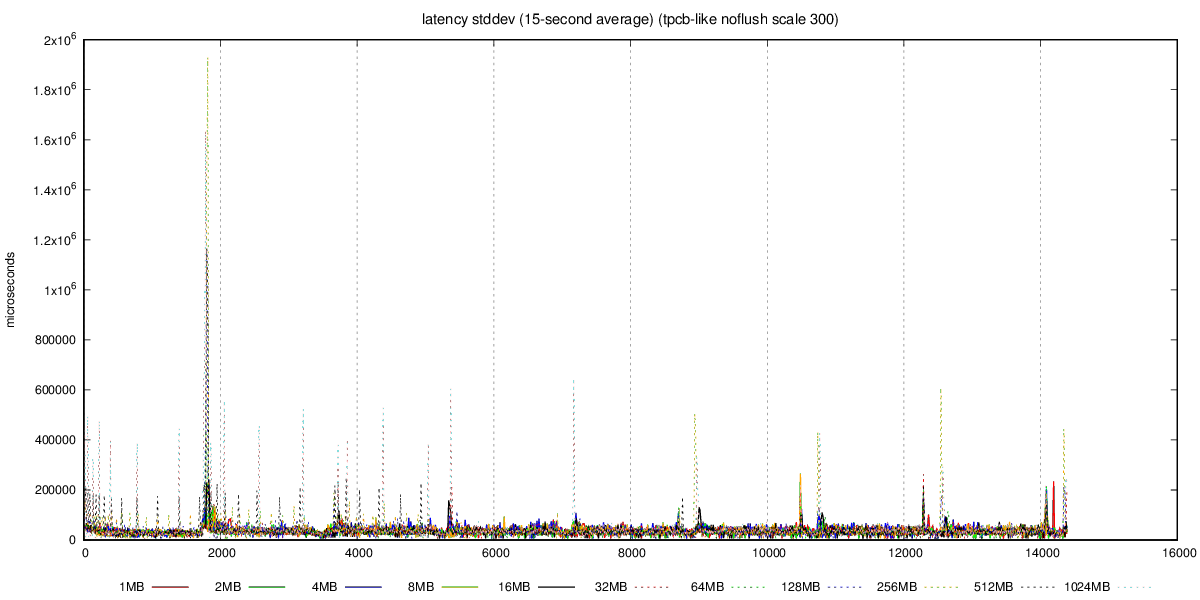 latency stddev (15-second average) (tpcb-like noflush scale 300)
2x10^6
1.8x10^6
1.6x10^6
1.4x10^6
1.2x10^6
1x10^6
800000
600000
400000
200000
0
microseconds
0 2000 4000 6000 8000 10000 12000 14000 16000
1MB 2MB 4MB 8MB 16MB 32MB 64MB 128MB 256MB 512MB 1024MB